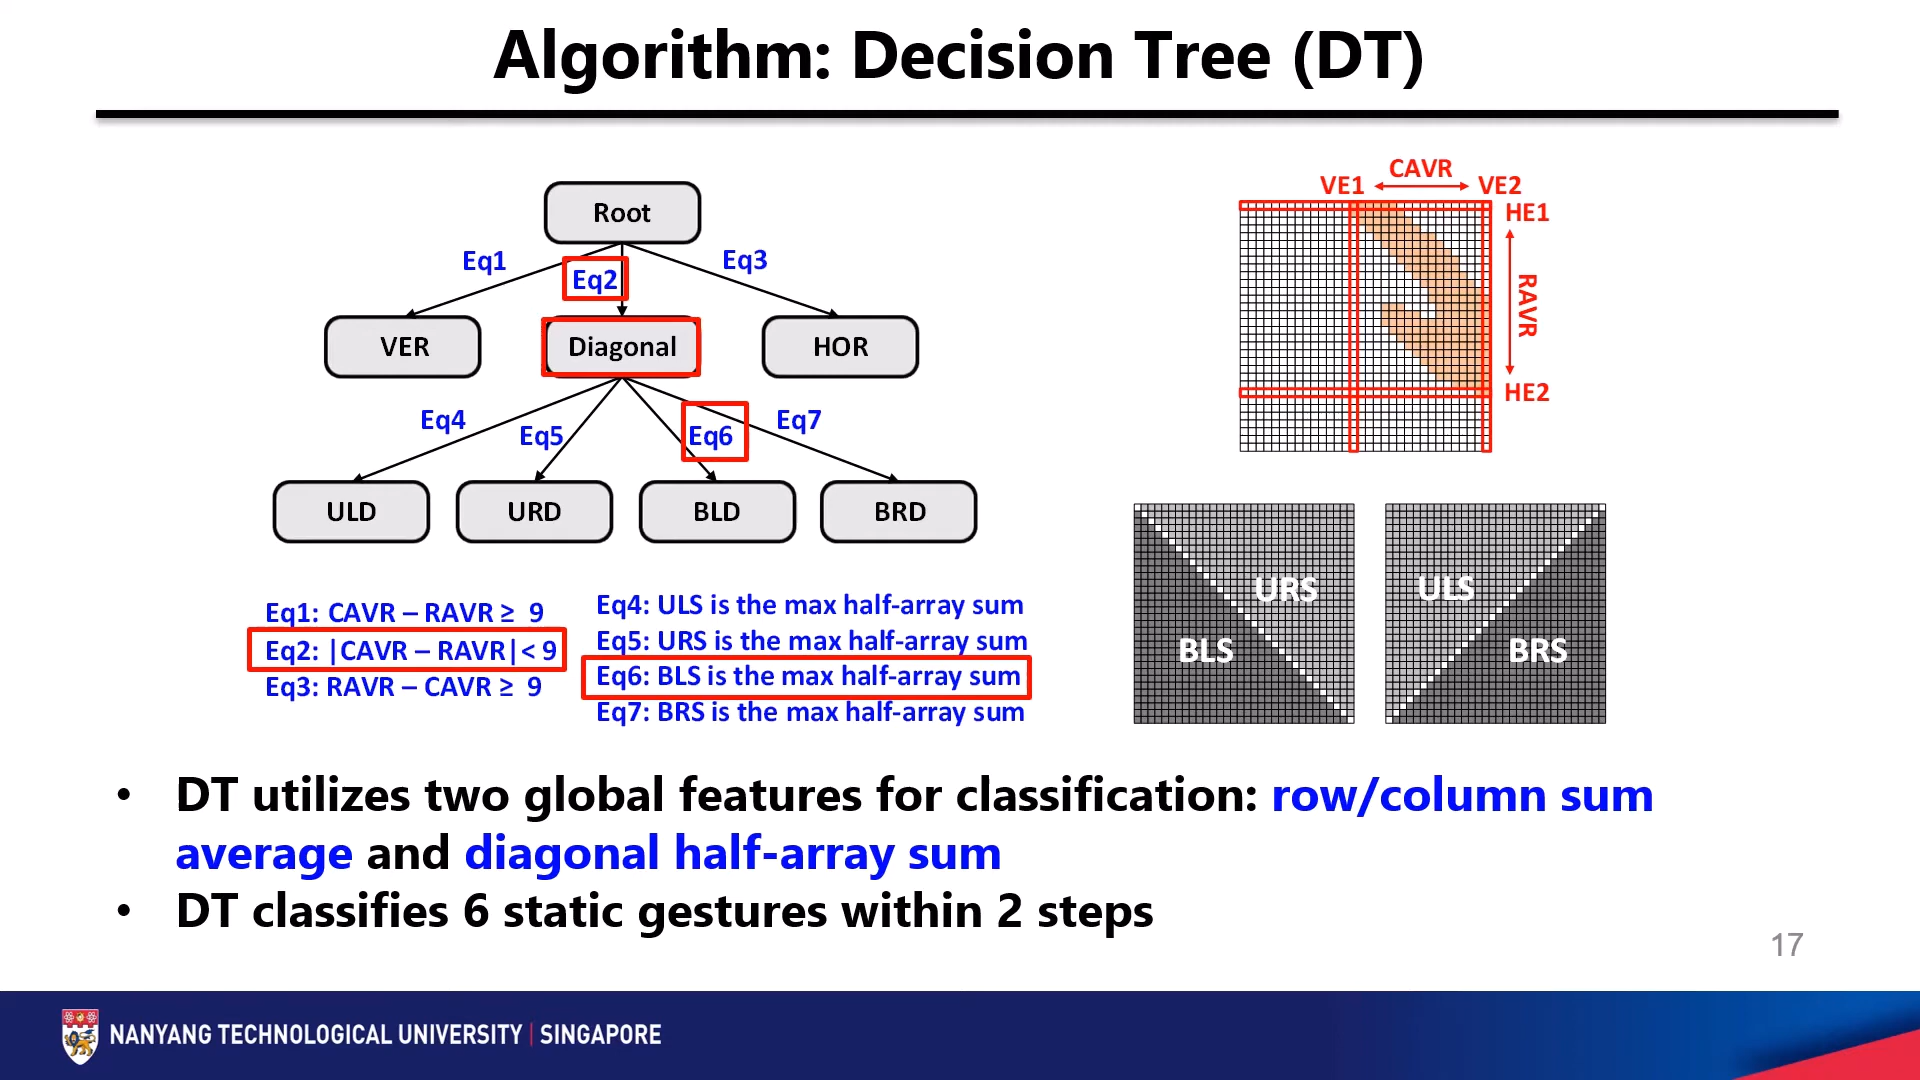 Algorithm: Decision Tree (DT)
Root
Eq1
Eq2
Eq3
VER
Diagonal
HOR
Eq4
Eq5
Eq6
Eq7
ULD
URD
BLD
BRD
Eq1: CAVR – RAVR ≥ 9
Eq2: |CAVR – RAVR|< 9
Eq3: RAVR – CAVR ≥ 9
Eq4: ULS is the max half-array sum
Eq5: URS is the max half-array sum
Eq6: BLS is the max half-array sum
Eq7: BRS is the max half-array sum
CAVR
VE1
VE2
HE1
RAVR
HE2
URS
BLS
ULS
BRS
• DT utilizes two global features for classification: row/column sum
average and diagonal half-array sum
• DT classifies 6 static gestures within 2 steps
17
NANYANG TECHNOLOGICAL UNIVERSITY | SINGAPORE